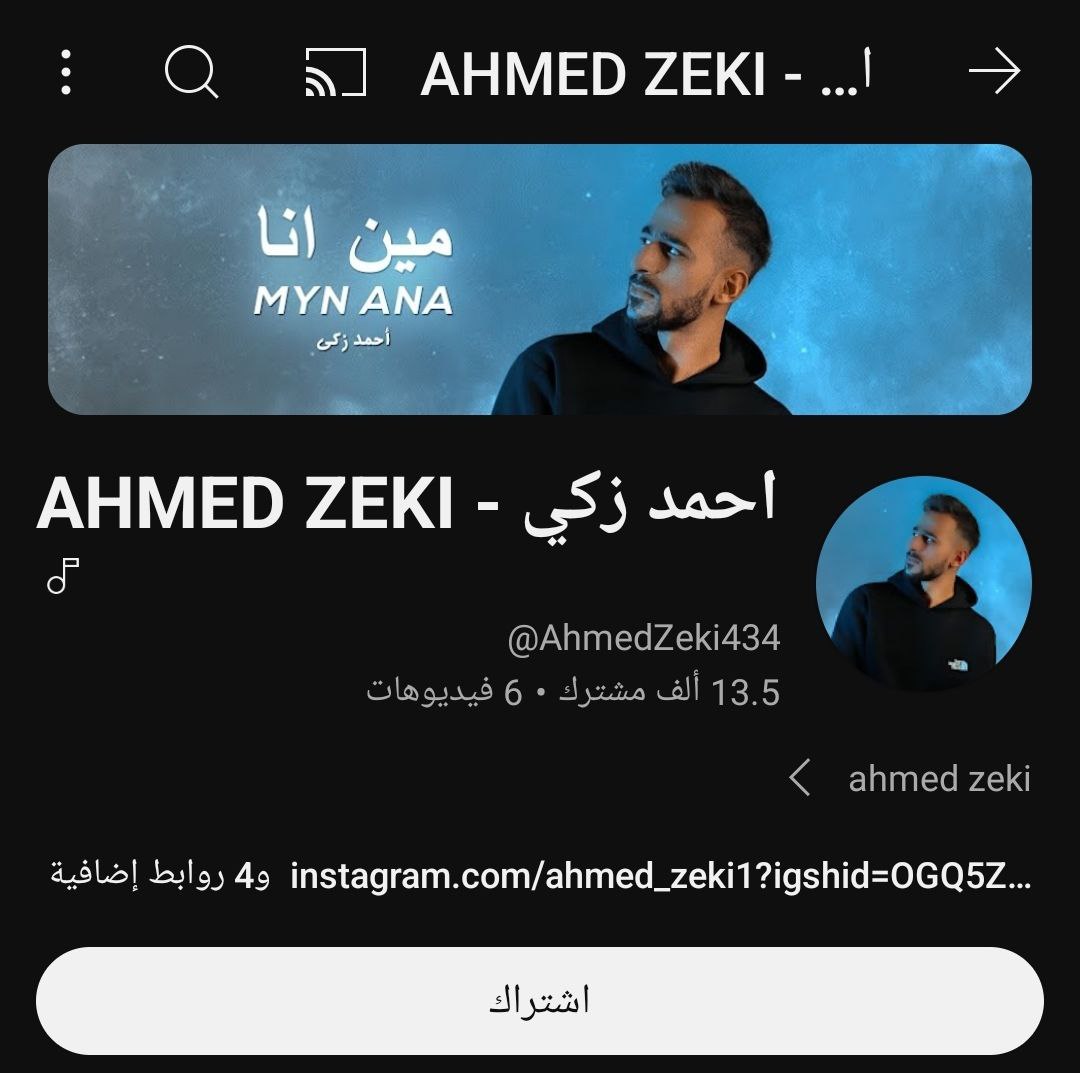 AHMED ZEKI - ...ا
مين انا
MYN ANA
أحمد زكي
AHMED ZEKI - احمد زكي
@AhmedZeki434
13.5 ألف مشترك • 6 فيديوهات
ahmed zeki
instagram.com/ahmed_zeki1?igshid=OGQ5Z... و4 روابط إضافية
اشتراك